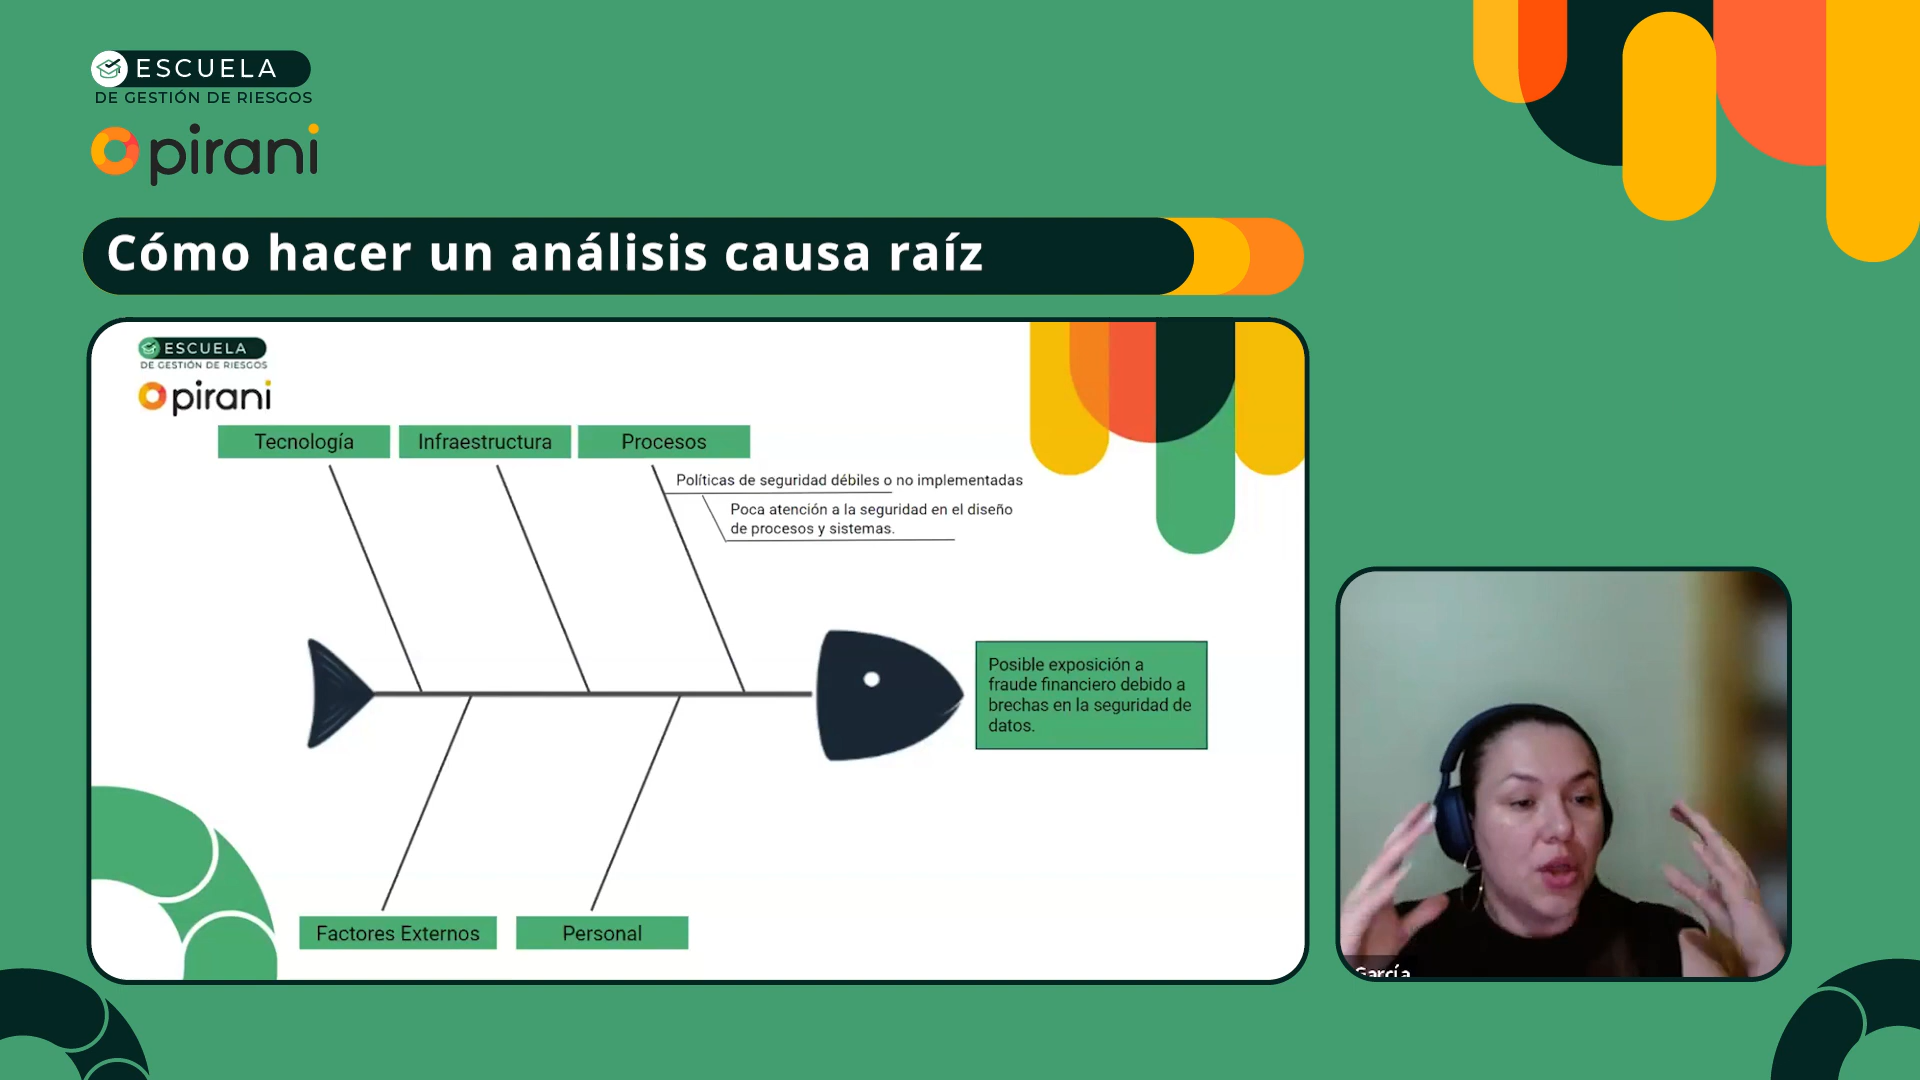 ESCUELA
DE GESTIÓN DE RIESGOS
pirani
Cómo hacer un análisis causa raíz
ESCUELA
DE GESTIÓN DE RIESGOS
pirani
Tecnología
Infraestructura
Procesos
Políticas de seguridad débiles o no implementadas
Poca atención a la seguridad en el diseño
de procesos y sistemas.
Posible exposición a
fraude financiero debido a
brechas en la seguridad de
datos.
Factores Externos
Personal
García